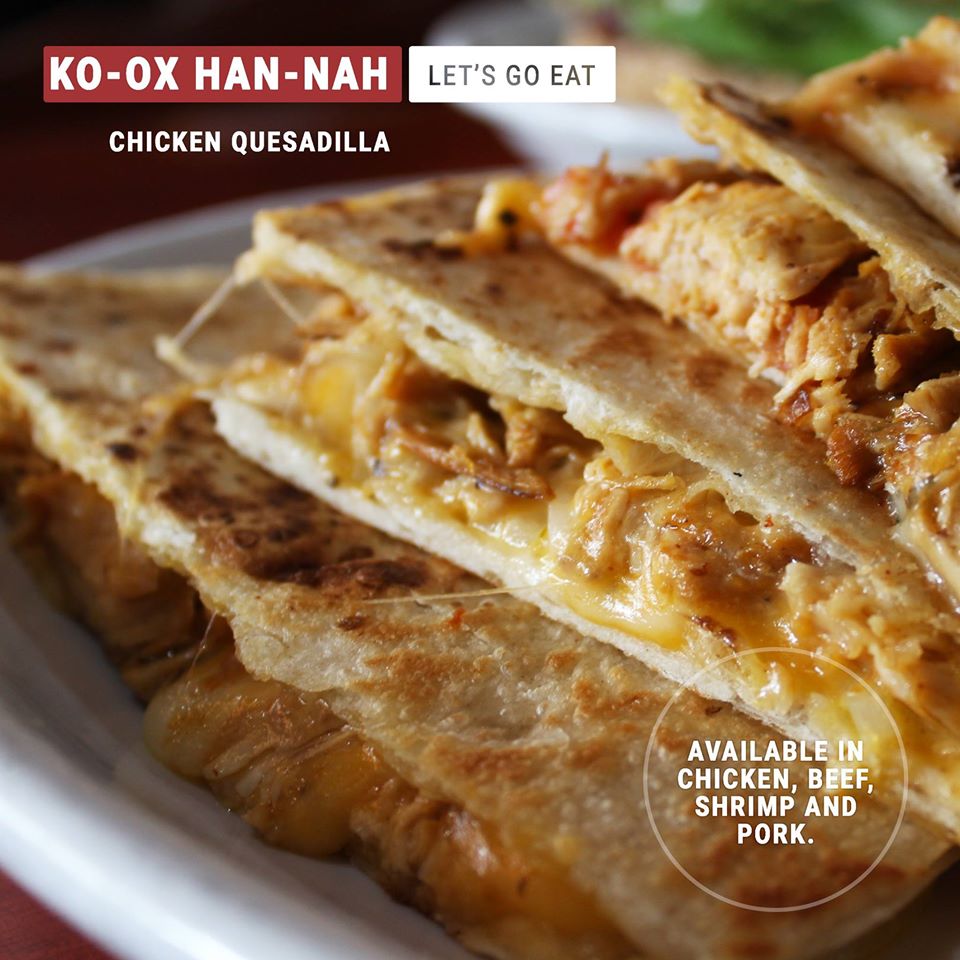 KO-OX HAN-NAH LET'S GO EAT
CHICKEN QUESADILLA
AVAILABLE IN
CHICKEN, BEEF,
SHRIMP AND
PORK.